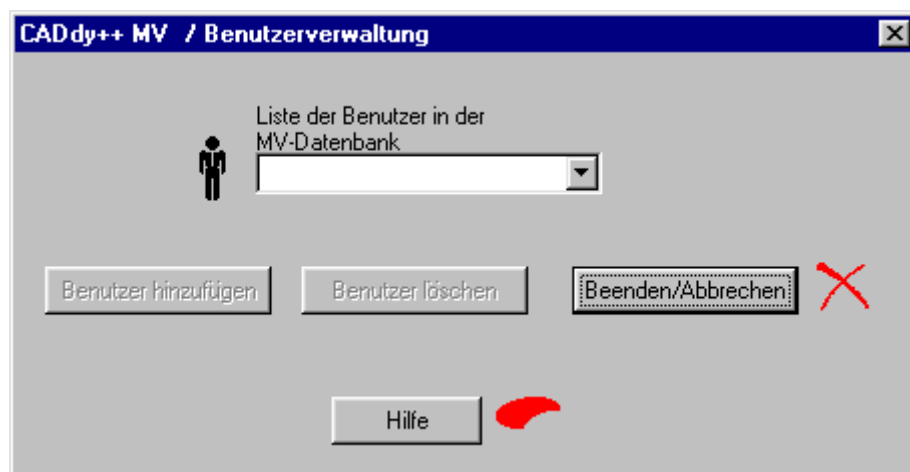 CADdy++ MV / Benutzerverwaltung
Liste der Benutzer in der
MV-Datenbank
Benutzer hinzufügen
Benutzer löschen
Beenden/Abbrechen
Hilfe